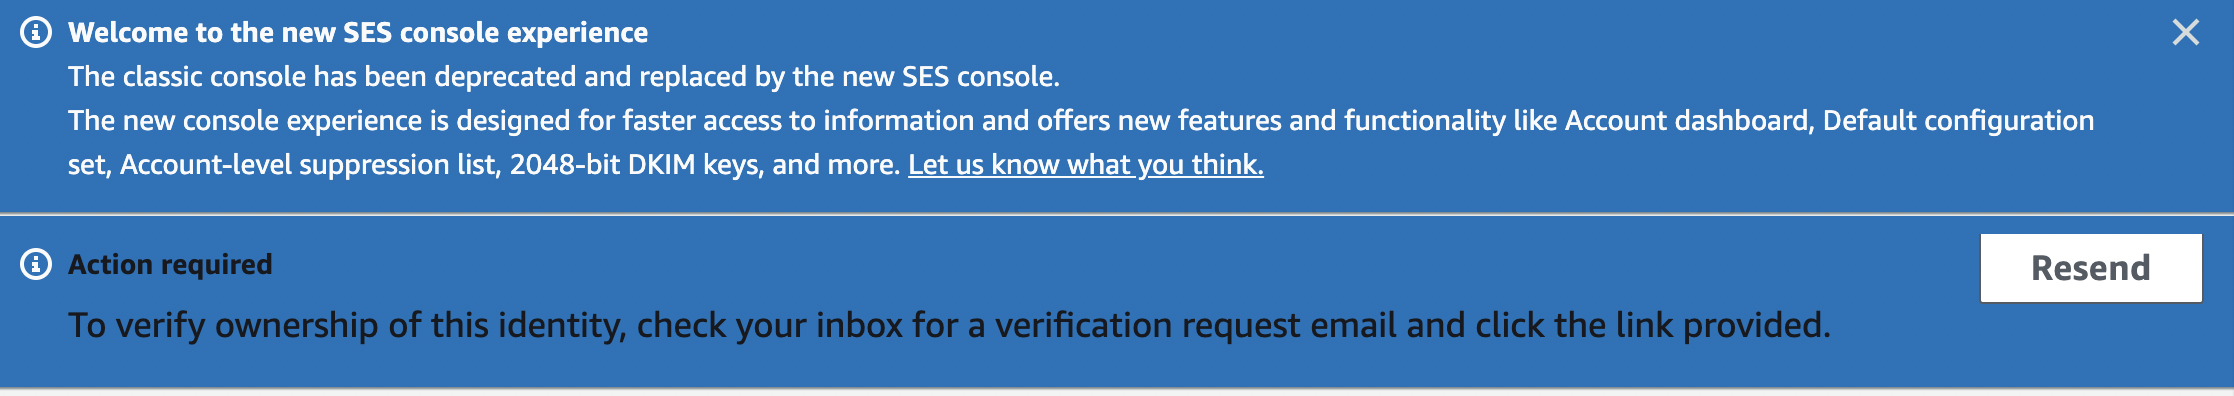 Welcome to the new SES console experience
The classic console has been deprecated and replaced by the new SES console.
The new console experience is designed for faster access to information and offers new features and functionality like Account dashboard, Default configuration
set, Account-level suppression list, 2048-bit DKIM keys, and more. Let us know what you think.
Action required
Resend
To verify ownership of this identity, check your inbox for a verification request email and click the link provided.